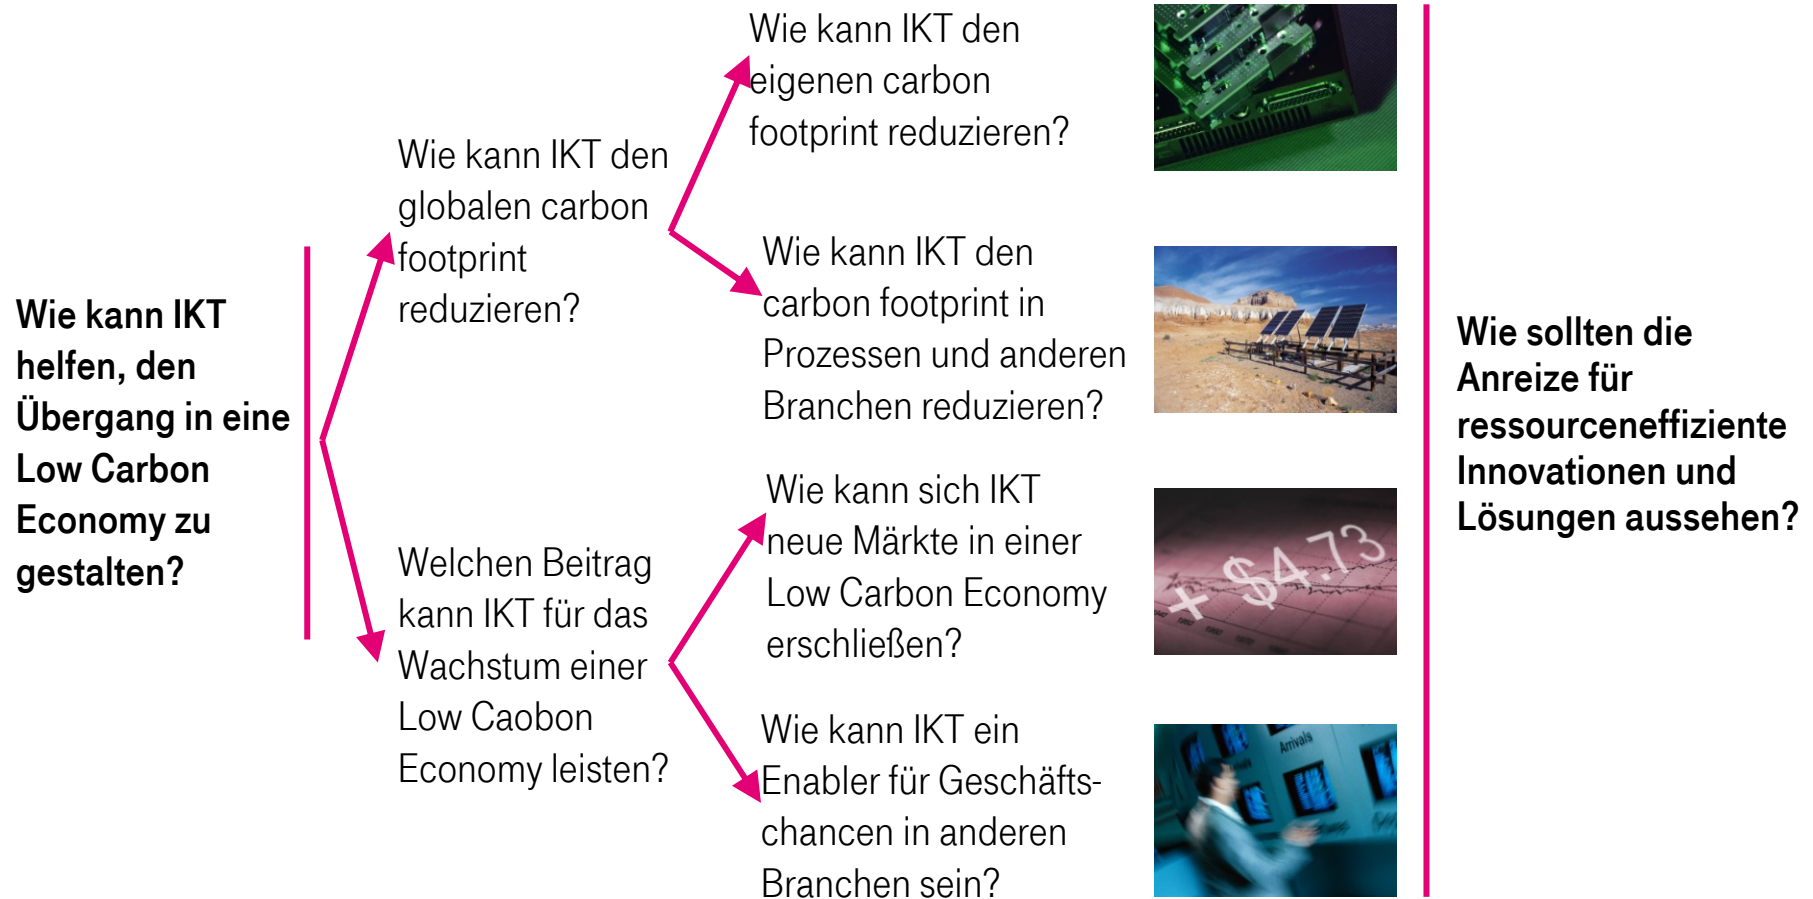 Wie kann IKT
helfen, den
Übergang in eine
Low Carbon
Economy zu
gestalten?
Wie kann IKT den
globalen carbon
footprint
reduzieren?
Welchen Beitrag
kann IKT für das
Wachstum einer
Low Caobon
Economy leisten?
Wie kann IKT den
eigenen carbon
footprint reduzieren?
Wie kann IKT den
carbon footprint in
Prozessen und anderen
Branchen reduzieren?
Wie kann sich IKT
neue Märkte in einer
Low Carbon Economy
erschließen?
Wie kann IKT ein
Enabler für Geschäfts-
chancen in anderen
Branchen sein?
+ $4.73
1950 1960 1970
Arrivals
Wie sollten die
Anreize für
ressourceneffiziente
Innovationen und
Lösungen aussehen?